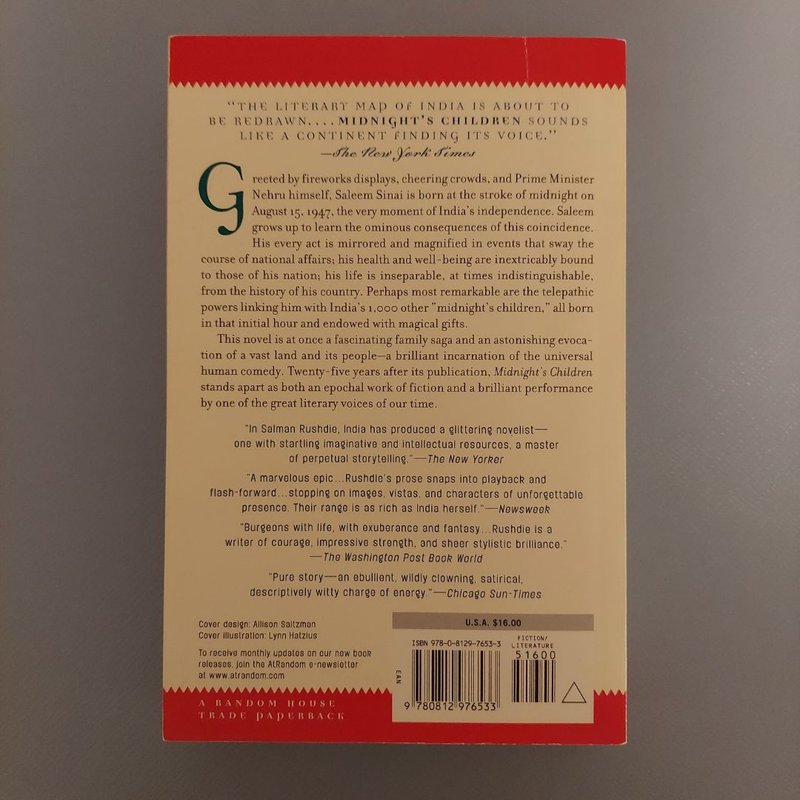 “THE LITERARY MAP OF INDIA IS ABOUT TO
BE REDRAWN.... MIDNIGHT’S CHILDREN SOUNDS
LIKE A CONTINENT FINDING ITS VOICE.”
—The New York Times
Greeted by fireworks displays, cheering crowds, and Prime Minister
Nehru himself, Saleem Sinai is born at the stroke of midnight on
August 15, 1947, the very moment of India’s independence. Saleem
grows up to learn the ominous consequences of this coincidence.
His every act is mirrored and magnified in events that sway the
course of national affairs; his health and well-being are inextricably bound
to those of his nation; his life is inseparable, at times indistinguishable,
from the history of his country. Perhaps most remarkable are the telepathic
powers linking him with India’s 1,000 other “midnight’s children,” all born
in that initial hour and endowed with magical gifts.
This novel is at once a fascinating family saga and an astonishing evoca-
tion of a vast land and its people—a brilliant incarnation of the universal
human comedy. Twenty-five years after its publication, Midnight’s Children
stands apart as both an epochal work of fiction and a brilliant performance
by one of the great literary voices of our time.
“In Salman Rushdie, India has produced a glittering novelist—
one with startling imaginative and intellectual resources, a master
of perpetual storytelling.”—The New Yorker
“A marvelous epic...Rushdie’s prose snaps into playback and
flash-forward...stopping on images, vistas, and characters of unforgettable
presence. Their range is as rich as India herself.”—Newsweek
“Burgeons with life, with exuberance and fantasy...Rushdie is a
writer of courage, impressive strength, and sheer stylistic brilliance.”
—The Washington Post Book World
“Pure story—an ebullient, wildly clowning, satirical,
descriptively witty charge of energy.”—Chicago Sun-Times
Cover design: Allison Saltzman
Cover illustration: Lynn Hatzius
To receive monthly updates on our new book
releases, join the AtRandom e-newsletter
at www.atrandom.com
A RANDOM HOUSE
TRADE PAPERBACK
U.S.A. $16.00
ISBN 978-0-8129-7653-3
FICTION/
LITERATURE
51600
EAN
9 780812 976533